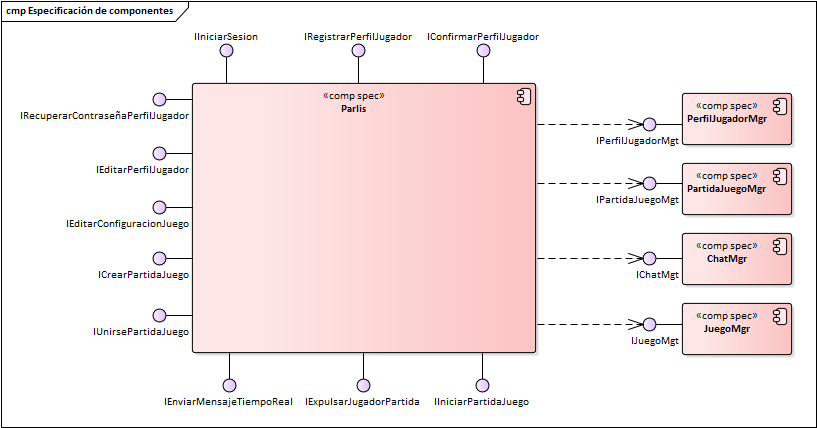 cmp Especificación de componentes
IIniciarSesion
IRegistrarPerfilJugador
IConfirmarPerfilJugador
«comp spec»
Parlis
IRecuperarContraseñaPerfilJugador
IEditarPerfilJugador
IEditarConfiguracionJuego
ICrearPartidaJuego
IUnirsePartidaJuego
IEnviarMensajeTiempoReal
IExpulsarJugadorPartida
IIniciarPartidaJuego
IPerfilJugadorMgt
«comp spec»
PerfilJugadorMgr
IPartidaJuegoMgt
«comp spec»
PartidaJuegoMgr
IChatMgt
«comp spec»
ChatMgr
IJuegoMgt
«comp spec»
JuegoMgr